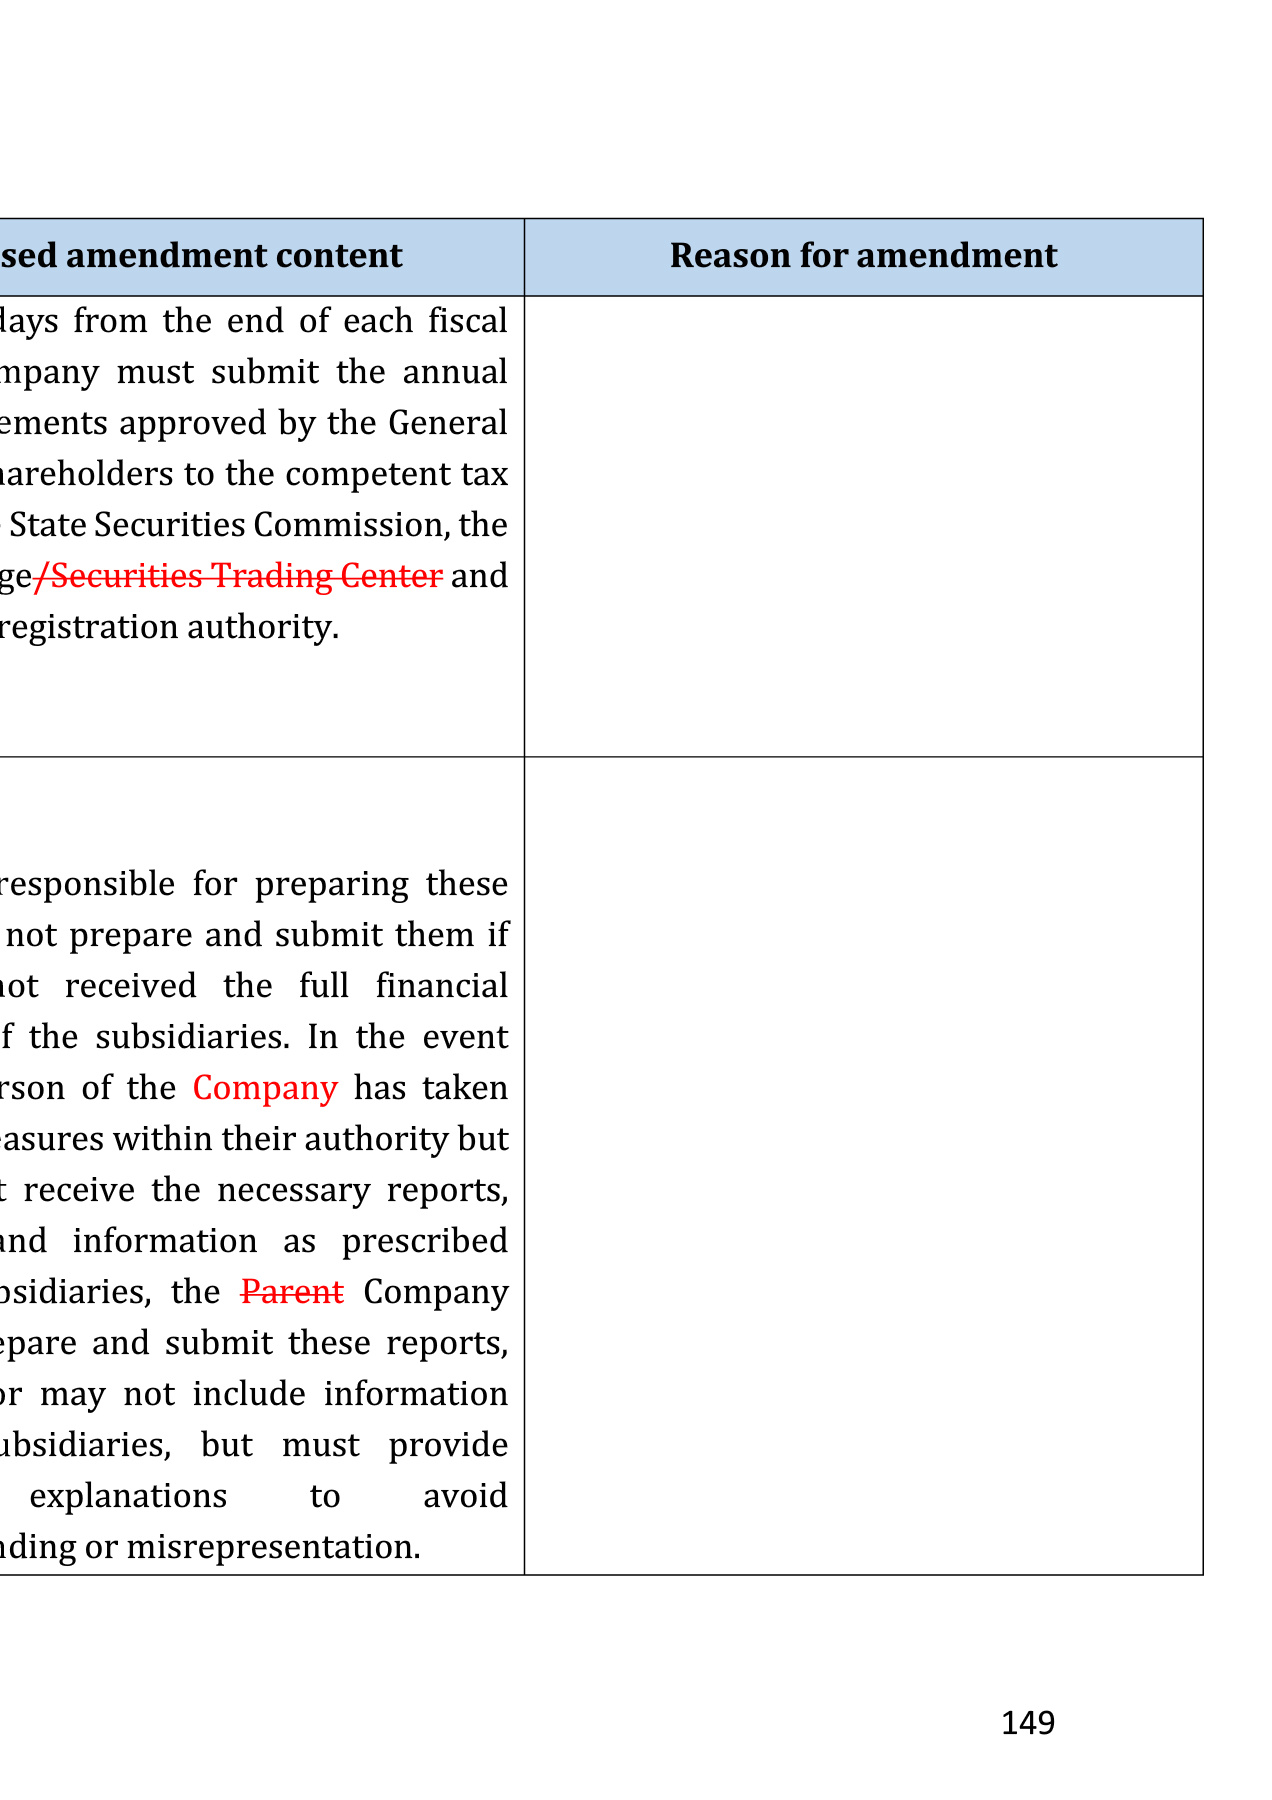 sed amendment content
Reason for amendment
days from the end of each fiscal
mpany must submit the annual
ements approved by the General
hareholders to the competent tax
State Securities Commission, the
ge/Securities Trading Center and
registration authority.
responsible for preparing these
not prepare and submit them if
not received the full financial
f the subsidiaries. In the event
rson of the Company has taken
easures within their authority but
t receive the necessary reports,
and information as prescribed
bsidiaries, the Parent Company
epare and submit these reports,
or may not include information
ubsidiaries, but must provide
explanations to avoid
nding or misrepresentation.
149